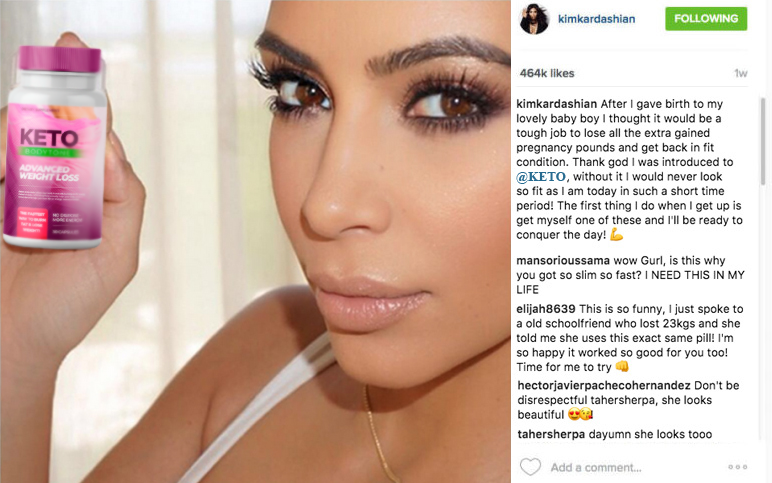 KETO
BODYTONE
ADVANCED
WEIGHT LOSS
kimkardashian
FOLLOWING
464k likes
1w
kimkardashian After I gave birth to my
lovely baby boy I thought it would be a
tough job to lose all the extra gained
pregnancy pounds and get back in fit
condition. Thank god I was introduced to
@KETO, without it I would never look
so fit as I am today in such a short time
period! The first thing I do when I get up is
get myself one of these and I'll be ready to
conquer the day! 💪
mansorioussama wow Gurl, is this why
you got so slim so fast? I NEED THIS IN MY
LIFE
elijah8639 This is so funny, I just spoke to
a old schoolfriend who lost 23kgs and she
told me she uses this exact same pill! I'm
so happy it worked so good for you too!
Time for me to try 👊
hectorjavierpachecohernandez Don't be
disrespectful tahersherpa, she looks
beautiful 😍😘
tahersherpa dayumn she looks tooo
Add a comment...